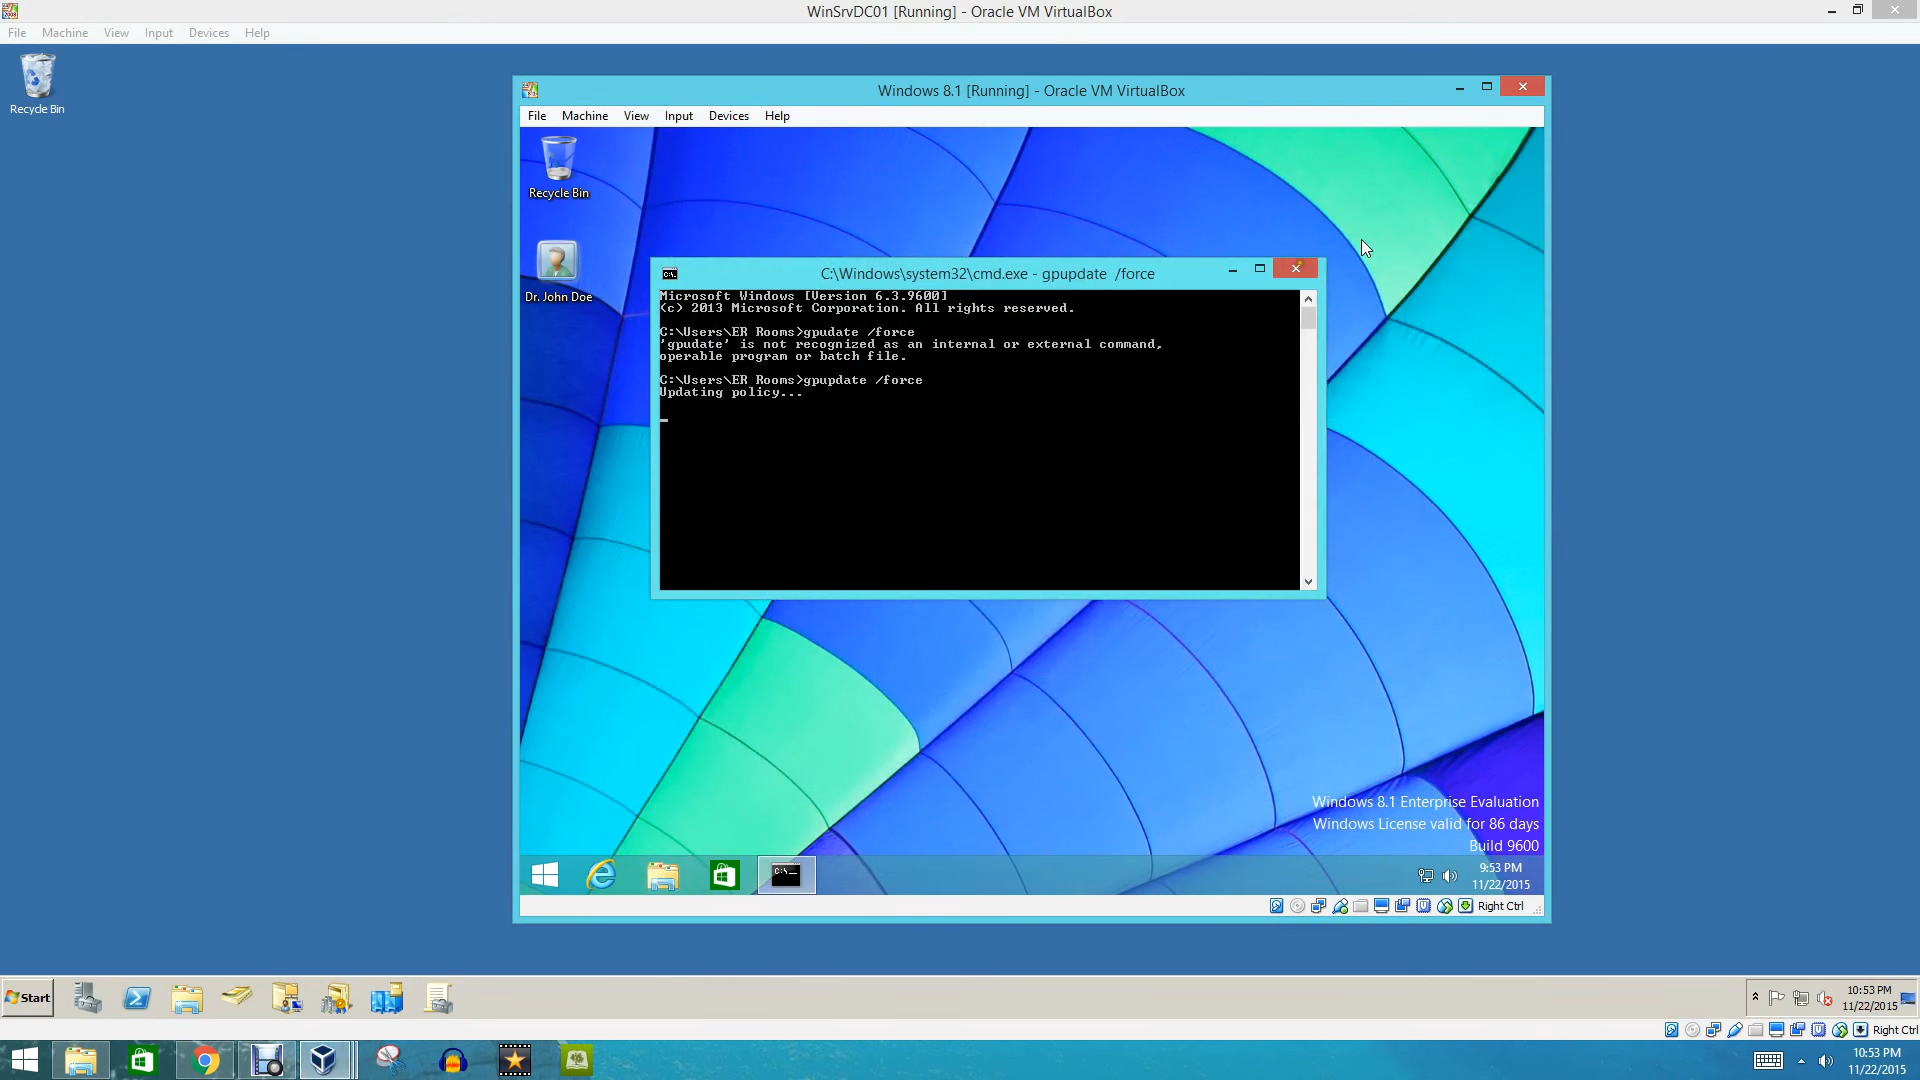 WinSrvDC01 [Running] - Oracle VM VirtualBox
File Machine View Input Devices Help
Recycle Bin
Windows 8.1 [Running] - Oracle VM VirtualBox
File Machine View Input Devices Help
Recycle Bin
Dr. John Doe
C:\Windows\system32\cmd.exe - gpupdate /force
Microsoft Windows [Version 6.3.9600]
(c) 2013 Microsoft Corporation. All rights reserved.
C:\Users\ER Rooms>gpudate /force
'gpudate' is not recognized as an internal or external command,
operable program or batch file.
C:\Users\ER Rooms>gpupdate /force
Updating policy...
Windows 8.1 Enterprise Evaluation
Windows License valid for 86 days
Build 9600
9:53 PM
11/22/2015
Right Ctrl
Start
10:53 PM
11/22/2015
Right Ctrl
10:53 PM
11/22/2015